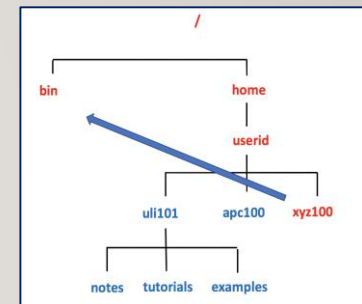 /
bin home
userid
uli101 apc100 xyz100
notes tutorials examples